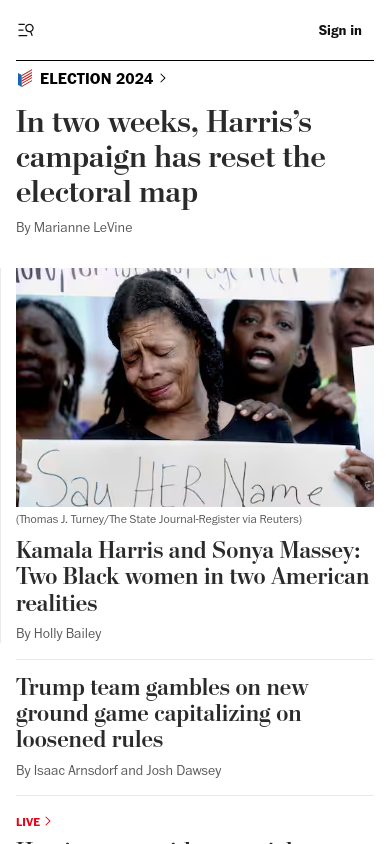 Sign in
ELECTION 2024
In two weeks, Harris’s
campaign has reset the
electoral map
By Marianne LeVine
Say HER Name
(Thomas J. Turney/The State Journal-Register via Reuters)
Kamala Harris and Sonya Massey:
Two Black women in two American
realities
By Holly Bailey
Trump team gambles on new
ground game capitalizing on
loosened rules
By Isaac Arnsdorf and Josh Dawsey
LIVE